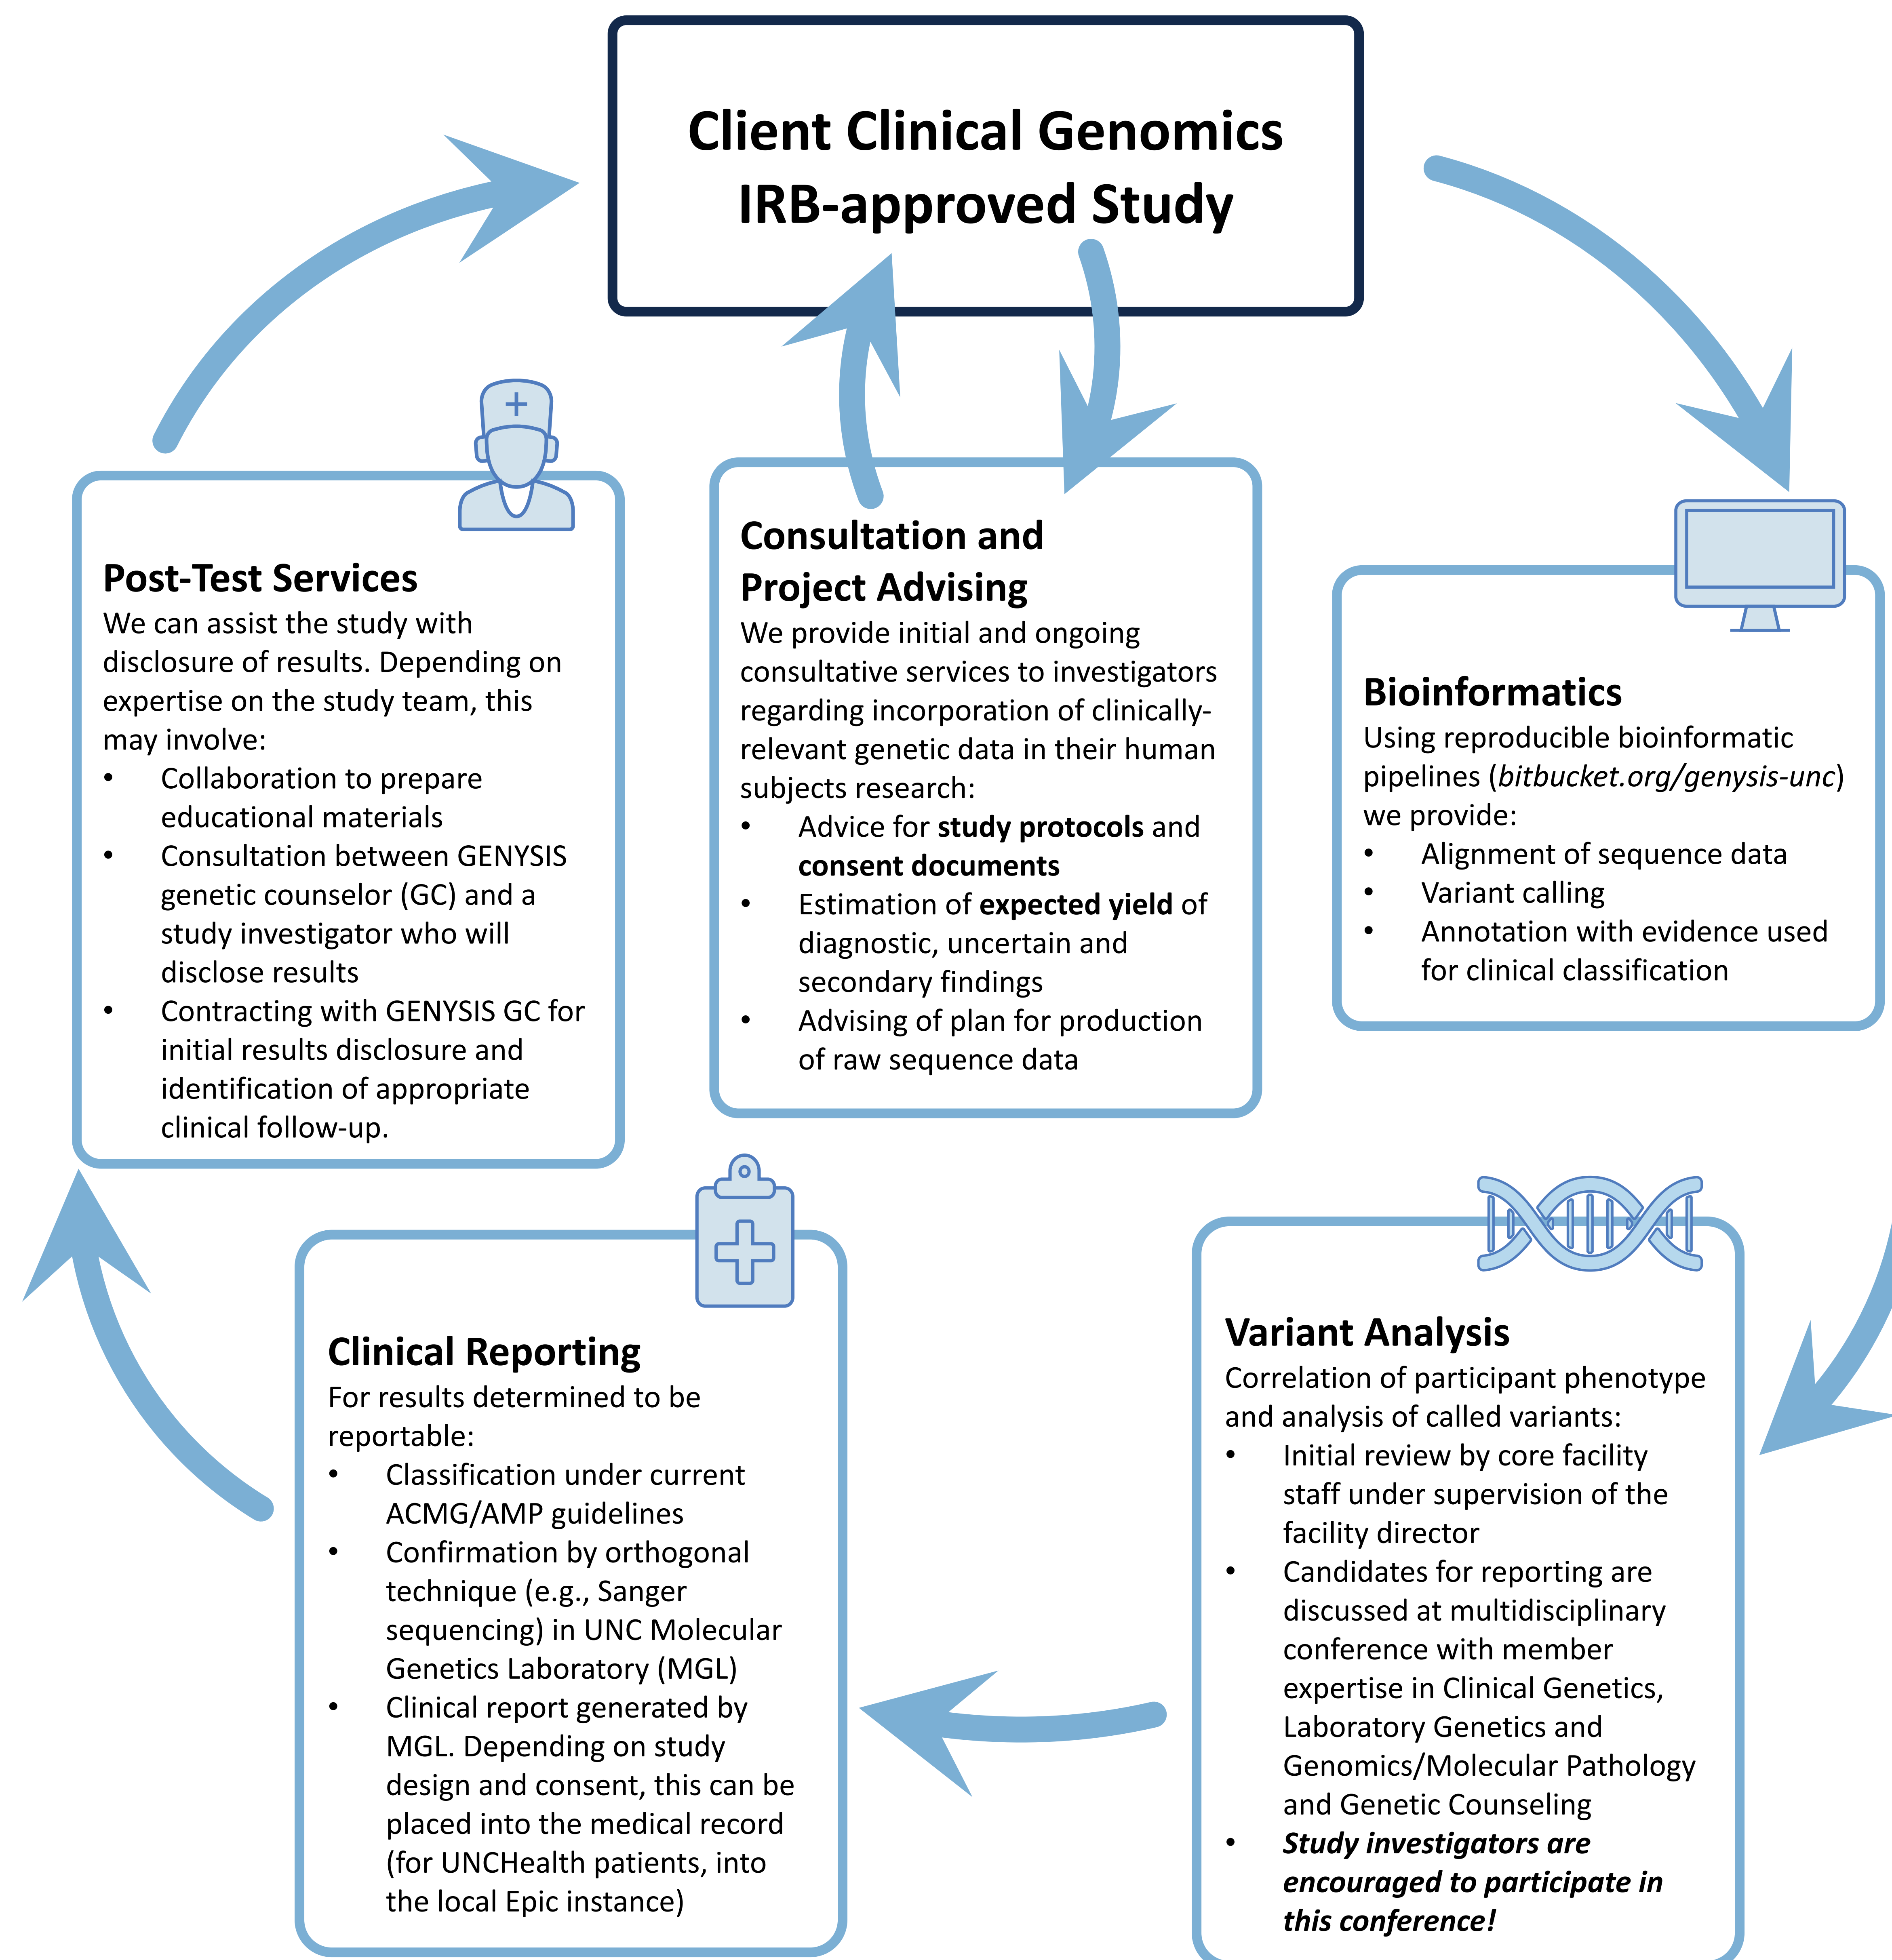 Client Clinical Genomics
IRB-approved Study
Post-Test Services
We can assist the study with
disclosure of results. Depending on
expertise on the study team, this
may involve:
• Collaboration to prepare
educational materials
• Consultation between GENYSIS
genetic counselor (GC) and a
study investigator who will
disclose results
• Contracting with GENYSIS GC for
initial results disclosure and
identification of appropriate
clinical follow-up.
Consultation and
Project Advising
We provide initial and ongoing
consultative services to investigators
regarding incorporation of clinically-
relevant genetic data in their human
subjects research:
• Advice for study protocols and
consent documents
• Estimation of expected yield of
diagnostic, uncertain and
secondary findings
• Advising of plan for production
of raw sequence data
Bioinformatics
Using reproducible bioinformatic
pipelines (bitbucket.org/genysis-unc)
we provide:
• Alignment of sequence data
• Variant calling
• Annotation with evidence used
for clinical classification
Clinical Reporting
For results determined to be
reportable:
• Classification under current
ACMG/AMP guidelines
• Confirmation by orthogonal
technique (e.g., Sanger
sequencing) in UNC Molecular
Genetics Laboratory (MGL)
• Clinical report generated by
MGL. Depending on study
design and consent, this can be
placed into the medical record
(for UNCHealth patients, into
the local Epic instance)
Variant Analysis
Correlation of participant phenotype
and analysis of called variants:
• Initial review by core facility
staff under supervision of the
facility director
• Candidates for reporting are
discussed at multidisciplinary
conference with member
expertise in Clinical Genetics,
Laboratory Genetics and
Genomics/Molecular Pathology
and Genetic Counseling
• Study investigators are
encouraged to participate in
this conference!